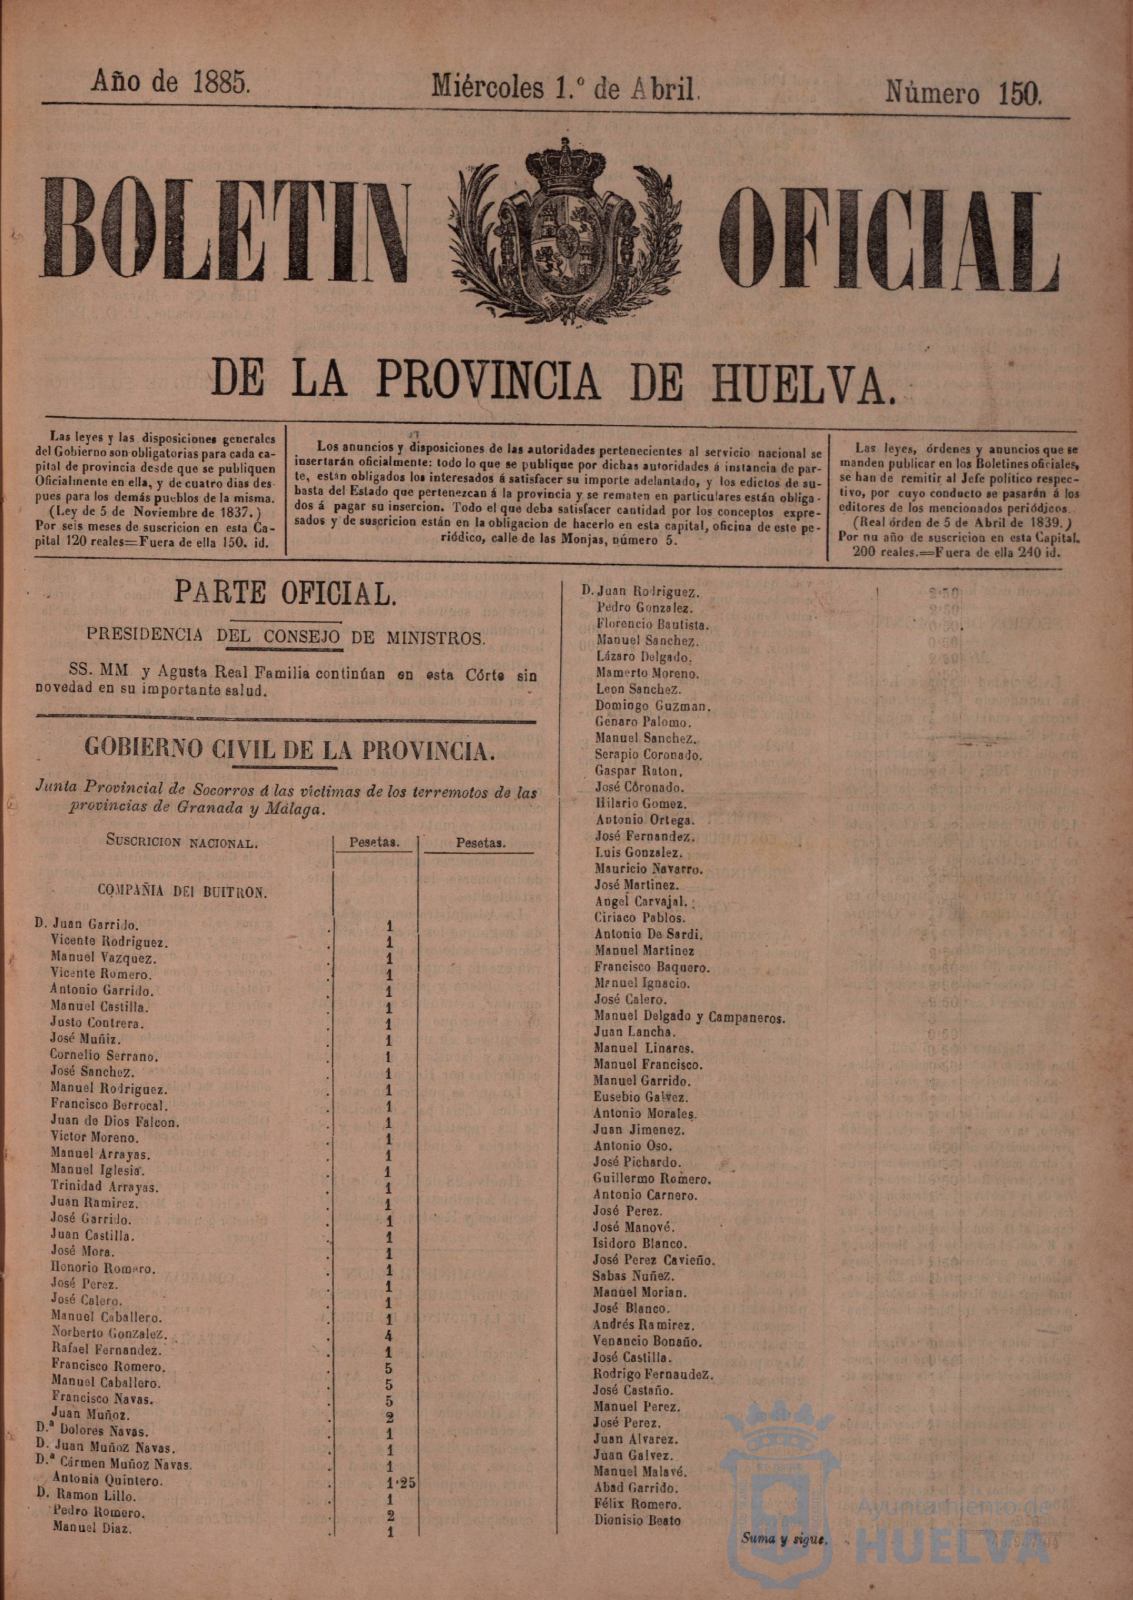 Año de 1885.
Miércoles 1.º de Abril.
Número 150.
BOLETIN OFICIAL
DE LA PROVINCIA DE HUELVA.
Las leyes y las disposiciones generales
del Gobierno son obligatorias para cada ca-
pital de provincia desde que se publiquen
Oficialmente en ella, y de cuatro dias des-
pues para los demás pueblos de la misma.
(Ley de 5 de Noviembre de 1837.)
Por seis meses de suscricion en esta Ca-
pital 120 reales=Fuera de ella 150. id.
Los anuncios y disposiciones de las autoridades pertenecientes al servicio nacional se
insertarán oficialmente: todo lo que se publique por dichas autoridades á instancia de par-
te, están obligados los interesados á satisfacer su importe adelantado, y los edictos de su-
basta del Estado que pertenezcan á la provincia y se rematen en particulares están obliga-
dos á pagar su insercion. Todo el que deba satisfacer cantidad por los conceptos expre-
sados y de suscricion están en la obligacion de hacerlo en esta capital, oficina de este pe-
riódico, calle de las Monjas, número 5.
Las leyes, órdenes y anuncios que se
manden publicar en los Boletines oficiales,
se han de remitir al Jefe político respec-
tivo, por cuyo conducto se pasarán á los
editores de los mencionados periódicos.
(Real órden de 5 de Abril de 1839.)
Por nu año de suscricion en esta Capital.
200 reales.=Fuera de ella 240 id.
PARTE OFICIAL.
PRESIDENCIA DEL CONSEJO DE MINISTROS.
SS. MM y Agusta Real Familia continúan en esta Córte sin
novedad en su importante salud.
GOBIERNO CIVIL DE LA PROVINCIA.
Junta Provincial de Socorros á las víctimas de los terremotos de las
provincias de Granada y Málaga.
SUSCRICION NACIONAL. Pesetas. Pesetas.
COMPAÑIA DEl BUITRON.
D. Juan Garrido. . 1
Vicente Rodriguez. . 1
Manuel Vazquez. . 1
Vicente Romero. . 1
Antonio Garrido. . 1
Manuel Castilla. . 1
Justo Contrera. . 1
José Muñiz. . 1
Cornelio Serrano. . 1
José Sanchez. . 1
Manuel Rodriguez. . 1
Francisco Berrocal. . 1
Juan de Dios Falcon. . 1
Victor Moreno. . 1
Manuel Arrayas. . 1
Manuel Iglesia. . 1
Trinidad Arrayas. . 1
Juan Ramirez. . 1
José Garrido. . 1
Juan Castilla. . 1
José Mora. . 1
Honorio Romero. . 1
José Perez. . 1
José Calero. . 1
Manuel Caballero. . 1
Norberto Gonzalez. . 4
Rafael Fernandez. . 1
Francisco Romero. . 5
Manuel Caballero. . 5
Francisco Navas. . 5
Juan Muñoz. . 2
D.ª Dolores Navas. . 1
D. Juan Muñoz Navas. . 1
D.ª Cármen Muñoz Navas. . 1
Antonia Quintero. . 1·25
D. Ramon Lillo. . 1
Pedro Romero. . 2
Manuel Diaz. . 1
D. Juan Rodriguez.
Pedro Gonzalez.
Florencio Bautista.
Manuel Sanchez.
Lázaro Delgado.
Mamerto Moreno.
Leon Sanchez.
Domingo Guzman.
Genaro Palomo.
Manuel Sanchez.
Serapio Coronado.
Gaspar Raton.
José Córonado.
Hilario Gomez.
Antonio Ortega.
José Fernandez.
Luis Gonzalez.
Mauricio Navarro.
José Martinez.
Angel Carvajal.
Ciriaco Pablos.
Antonio De Sardi.
Manuel Martinez
Francisco Baquero.
Manuel Ignacio.
José Calero.
Manuel Delgado y Campaneros.
Juan Lancha.
Manuel Linares.
Manuel Francisco.
Manuel Garrido.
Eusebio Galvez.
Antonio Morales.
Juan Jimenez.
Antonio Oso.
José Pichardo.
Guillermo Romero.
Antonio Carnero.
José Perez.
José Manové.
Isidoro Blanco.
José Perez Cavieño.
Sabas Nuñez.
Manuel Morian.
José Blanco.
Andrés Ramirez.
Venancio Bonaño.
José Castilla.
Rodrigo Fernaudez.
José Castaño.
Manuel Perez.
José Perez.
Juan Alvarez.
Juan Galvez.
Manuel Malavé.
Abad Garrido.
Félix Romero.
Dionisio Beato
Suma y sigue.
Ayuntamiento de
HUELVA